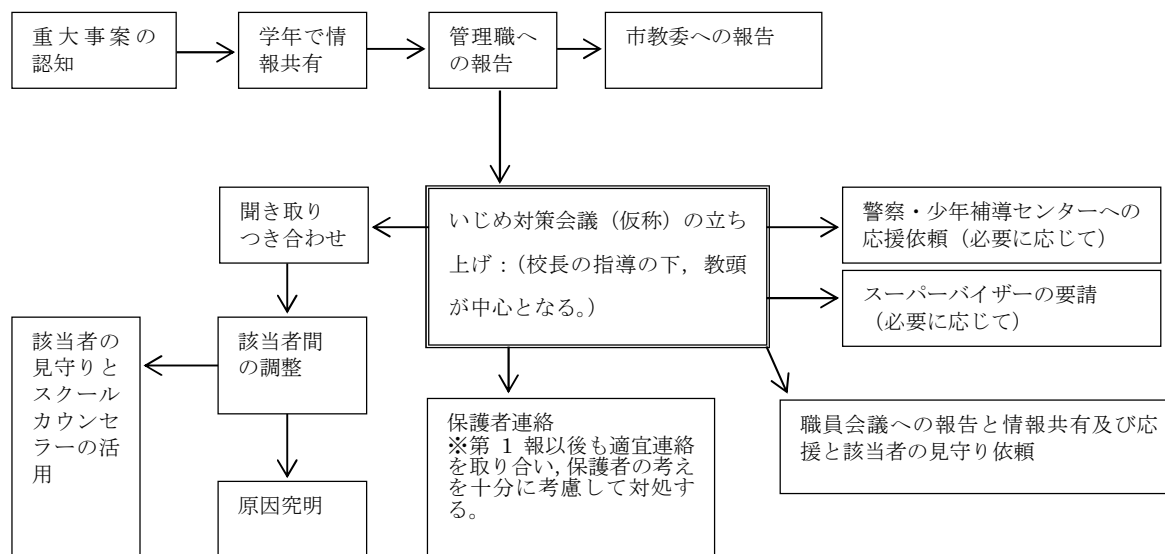 重大事案の
認知
学年で情
報共有
管理職へ
の報告
市教委への報告
聞き取り
つき合わせ
いじめ対策会議（仮称）の立ち
上げ：（校長の指導の下，教頭
が中心となる。）
警察・少年補導センターへの
応援依頼（必要に応じて）
スーパーバイザーの要請
（必要に応じて）
該当者の
見守りと
スクール
カウンセ
ラーの活
用
該当者間
の調整
原因究明
保護者連絡
※第１報以後も適宜連絡
を取り合い,保護者の考え
を十分に考慮して対処す
る。
職員会議への報告と情報共有及び応
援と該当者の見守り依頼